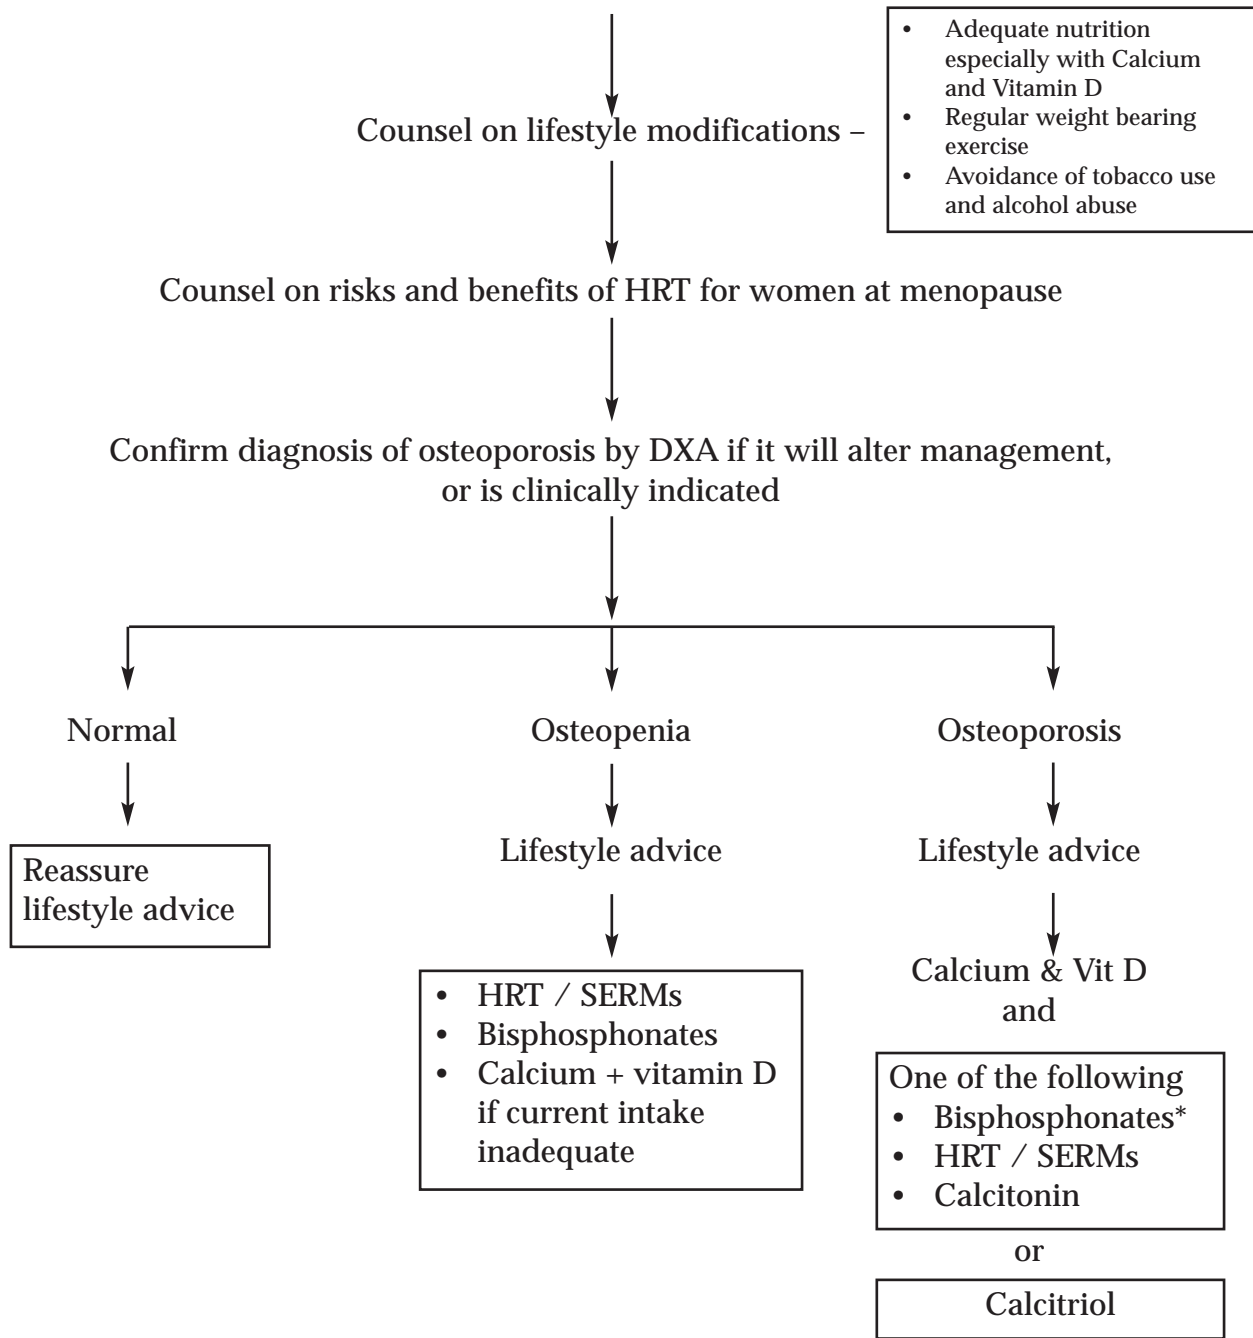 • Adequate nutrition
especially with Calcium
and Vitamin D
• Regular weight bearing
exercise
• Avoidance of tobacco use
and alcohol abuse
Counsel on lifestyle modifications –
Counsel on risks and benefits of HRT for women at menopause
Confirm diagnosis of osteoporosis by DXA if it will alter management,
or is clinically indicated
Normal
Reassure
lifestyle advice
Osteopenia
Lifestyle advice
• HRT / SERMs
• Bisphosphonates
• Calcium + vitamin D
if current intake
inadequate
Osteoporosis
Lifestyle advice
Calcium & Vit D
and
One of the following
• Bisphosphonates*
• HRT / SERMs
• Calcitonin
or
Calcitriol